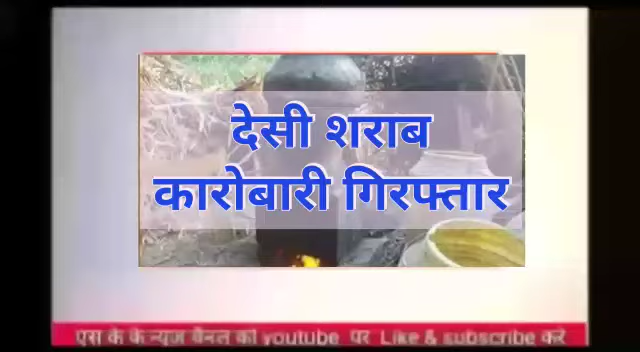 देसी शराब
कारोबारी गिरफ्तार
एस के के न्यूज चैनल को youtube पर Like & subscribe करे